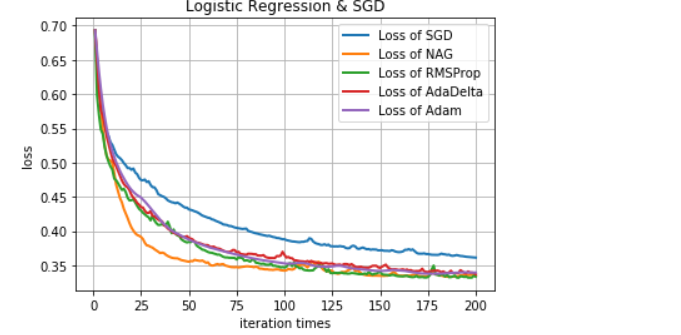 Logistic Regression & SGD
0.70
0.65
0.60
0.55
0.50
0.45
0.40
0.35
loss
Loss of SGD
Loss of NAG
Loss of RMSProp
Loss of AdaDelta
Loss of Adam
0 25 50 75 100 125 150 175 200
iteration times